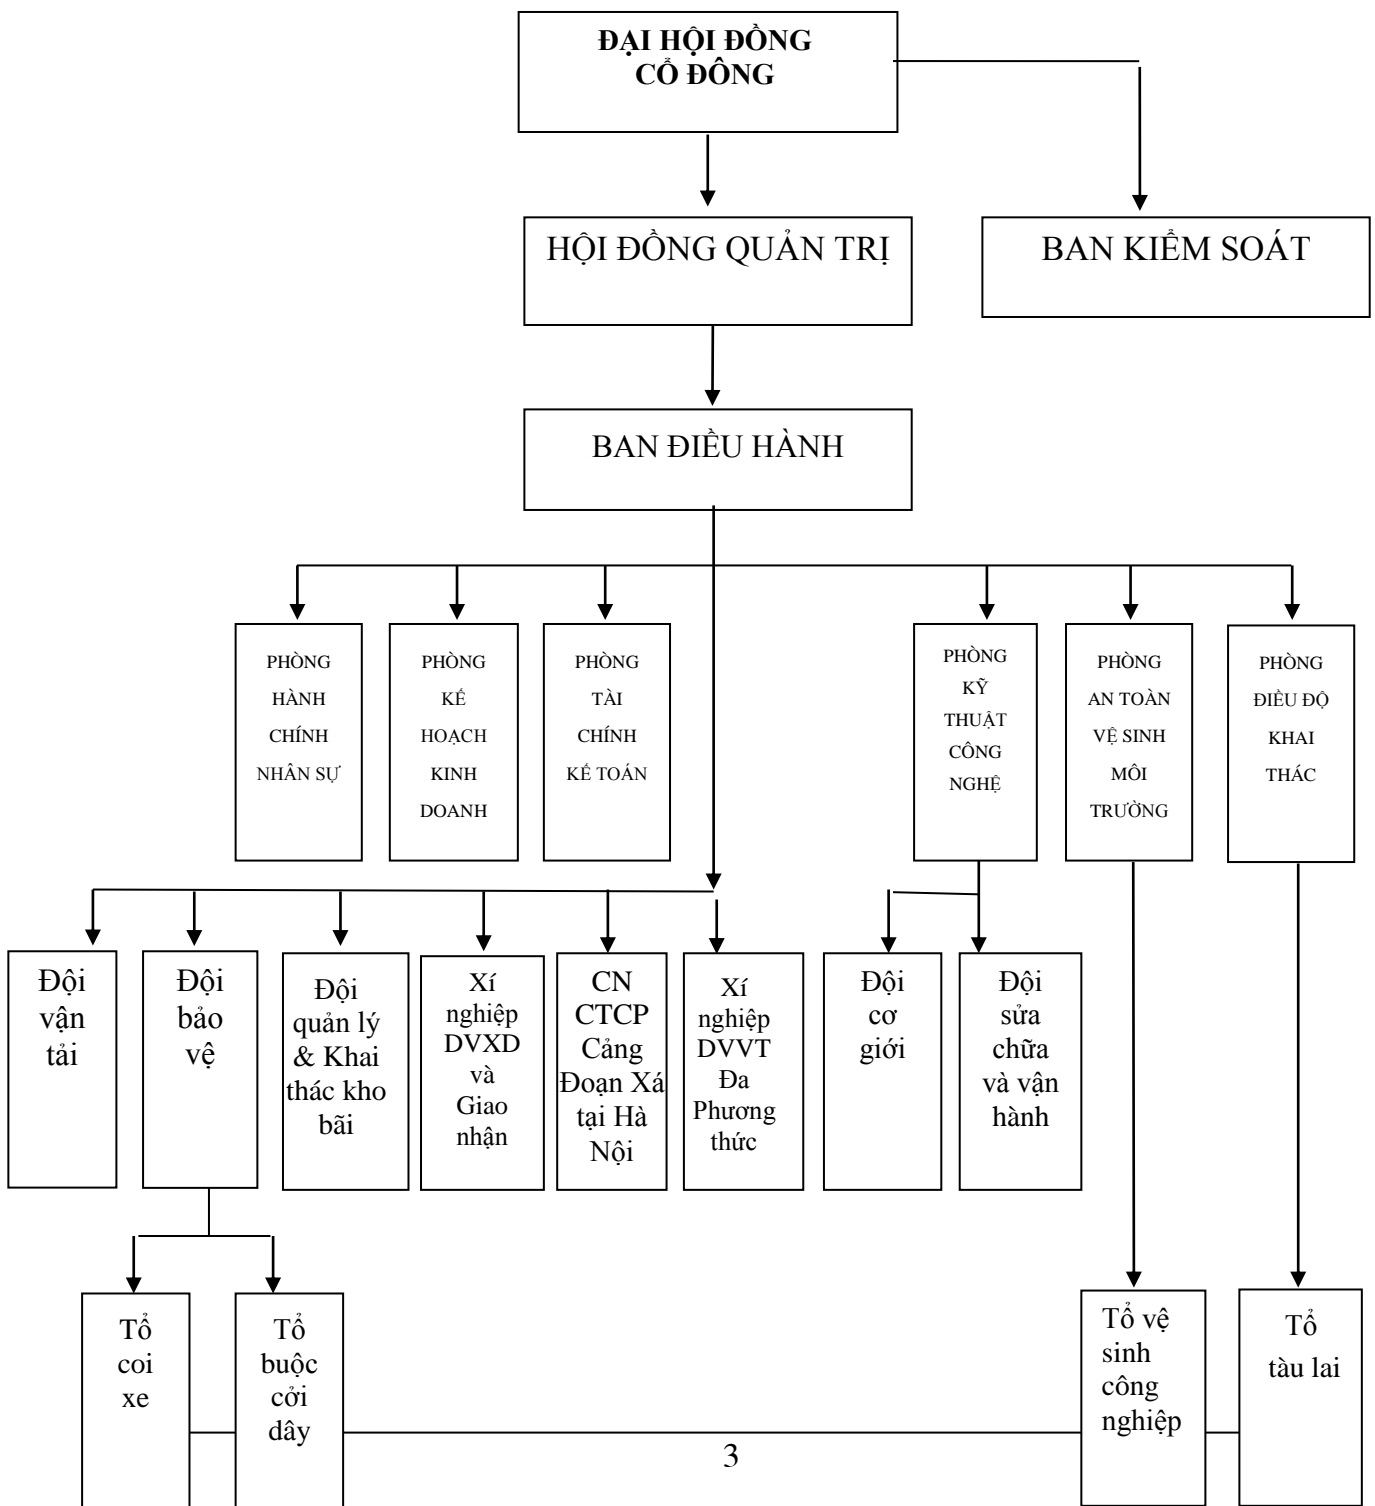 ĐẠI HỘI ĐỒNG
CỔ ĐÔNG
HỘI ĐỒNG QUẢN TRỊ
BAN KIỂM SOÁT
BAN ĐIỀU HÀNH
PHÒNG
HÀNH
CHÍNH
NHÂN SỰ
PHÒNG
KẾ
HOẠCH
KINH
DOANH
PHÒNG
TÀI
CHÍNH
KẾ TOÁN
PHÒNG
KỸ
THUẬT
CÔNG
NGHỆ
PHÒNG
AN TOÀN
VỆ SINH
MÔI
TRƯỜNG
PHÒNG
ĐIỀU ĐỘ
KHAI
THÁC
Đội
vận
tải
Đội
bảo
vệ
Đội
quản lý
& Khai
thác kho
bãi
Xí
nghiệp
DVXD
và
Giao
nhận
CN
CTCP
Cảng
Đoạn Xá
tại Hà
Nội
Xí
nghiệp
DVVT
Đa
Phương
thức
Đội
cơ
giới
Đội
sửa
chữa
và vận
hành
Tổ
coi
xe
Tổ
buộc
cởi
dây
Tổ vệ
sinh
công
nghiệp
Tổ
tàu lai
3